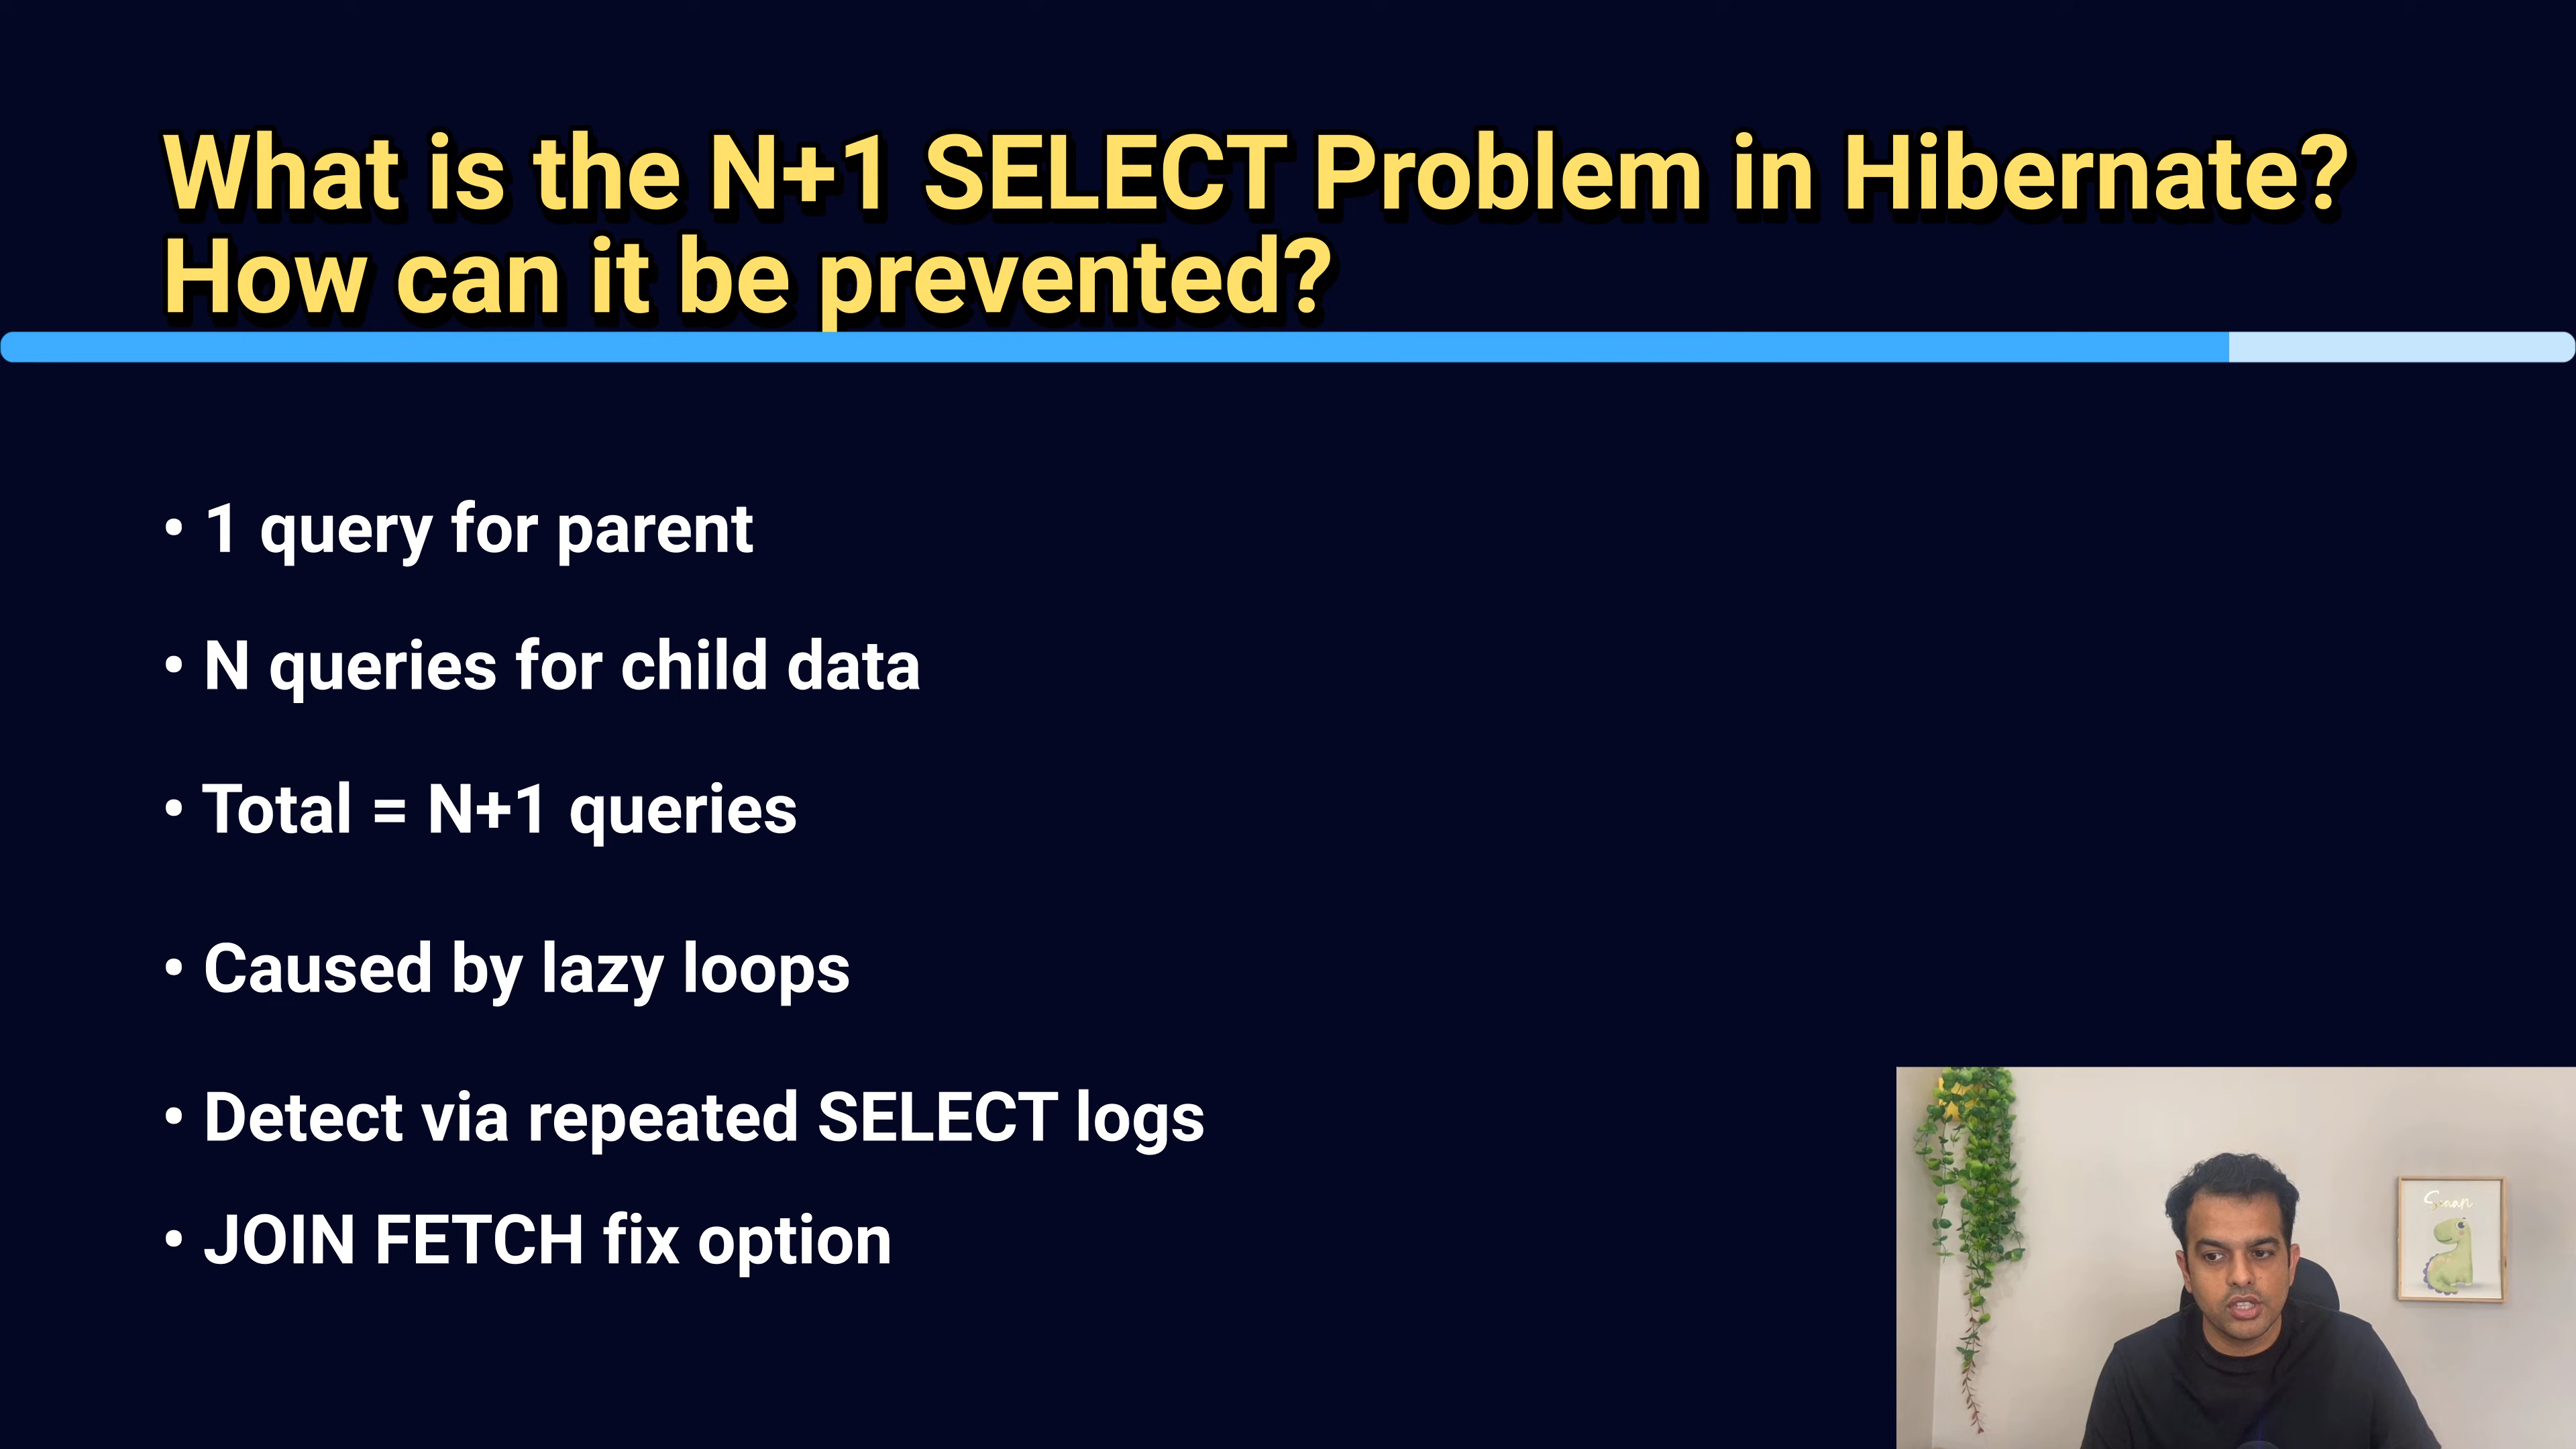 What is the N+1 SELECT Problem in Hibernate?
How can it be prevented?
• 1 query for parent
• N queries for child data
• Total = N+1 queries
• Caused by lazy loops
• Detect via repeated SELECT logs
• JOIN FETCH fix option